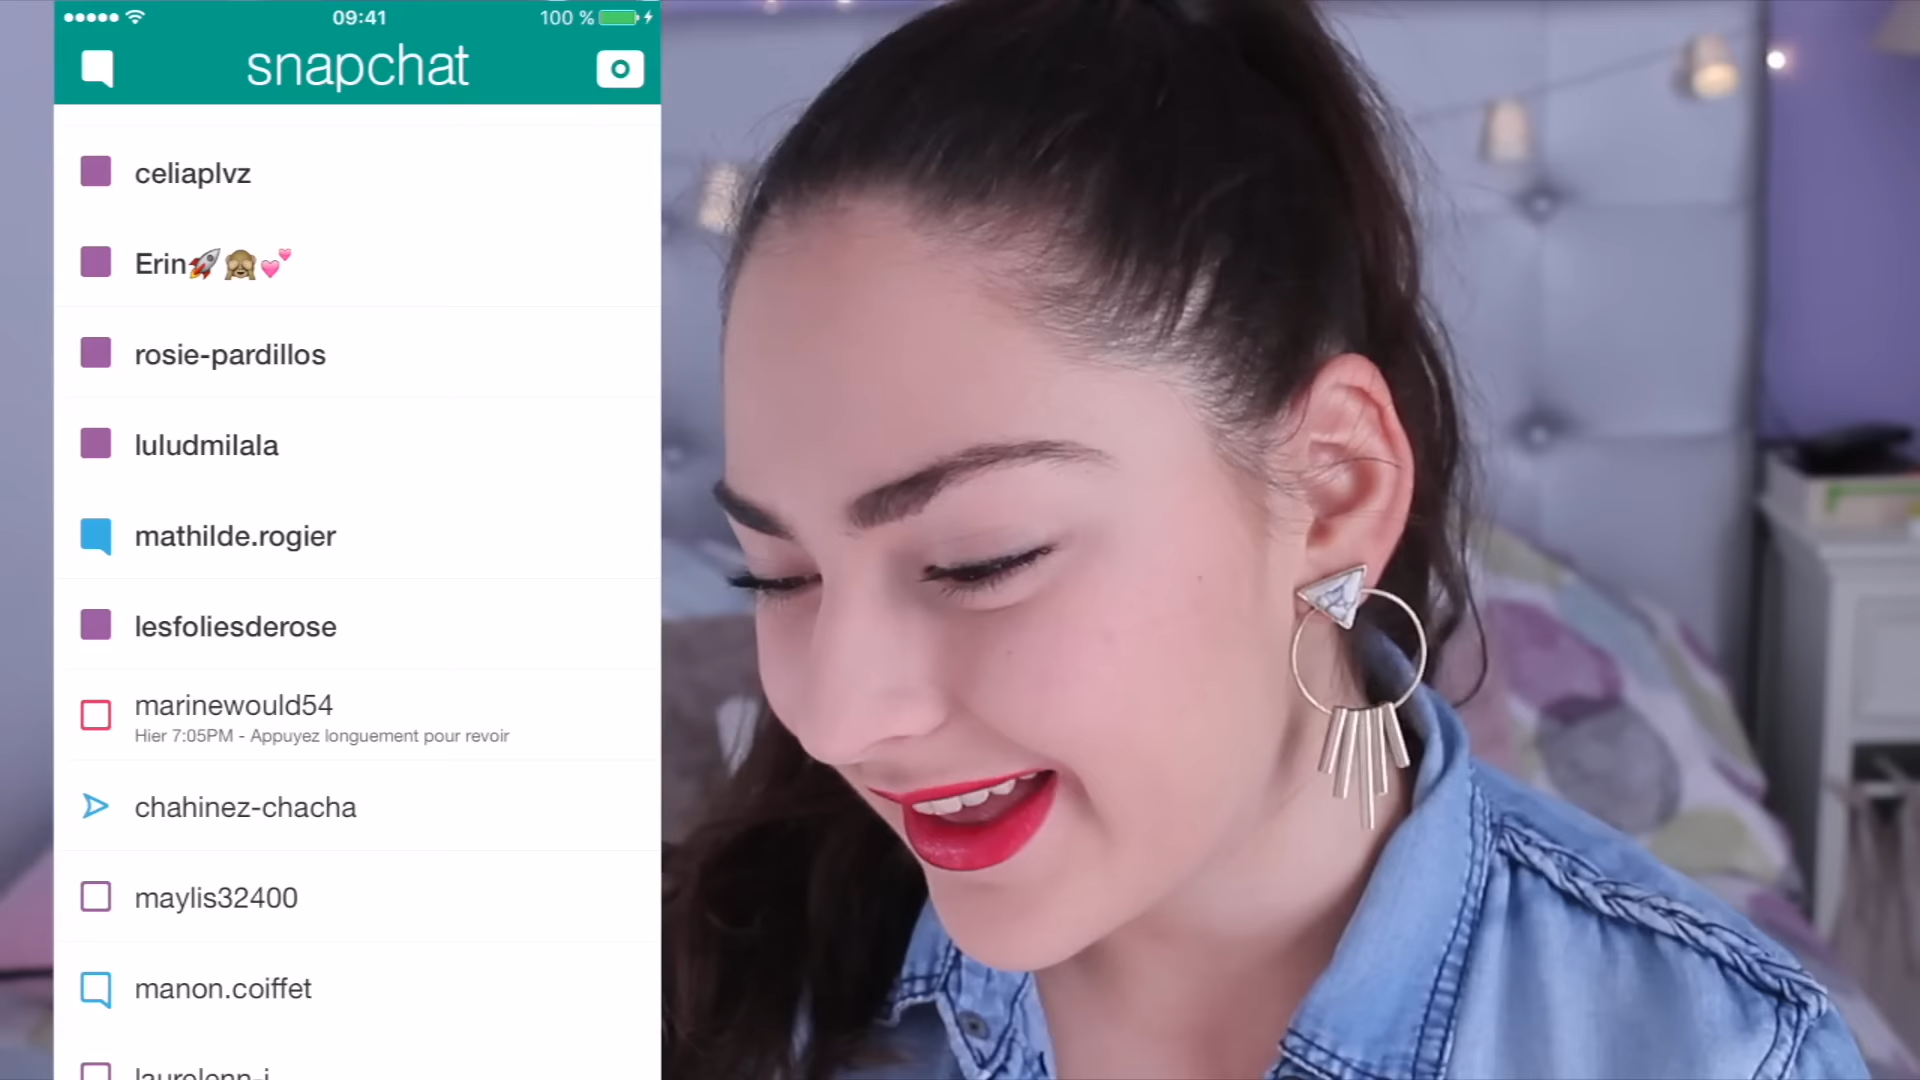 09:41
100 %
snapchat
celiaplvz
Erin🚀🙈💕
rosie-pardillos
luludmilala
mathilde.rogier
lesfoliesderose
marinewould54
Hier 7:05PM - Appuyez longuement pour revoir
chahinez-chacha
maylis32400
manon.coiffet